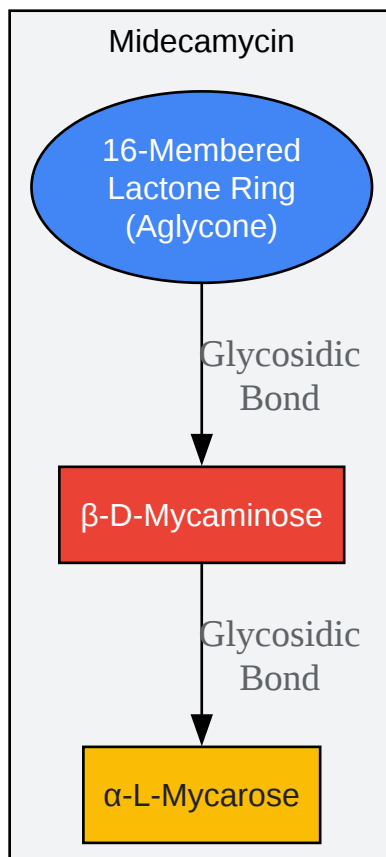 Midecamycin
16-Membered
Lactone Ring
(Aglycone)
Glycosidic
Bond
β-D-Mycaminose
Glycosidic
Bond
α-L-Mycarose